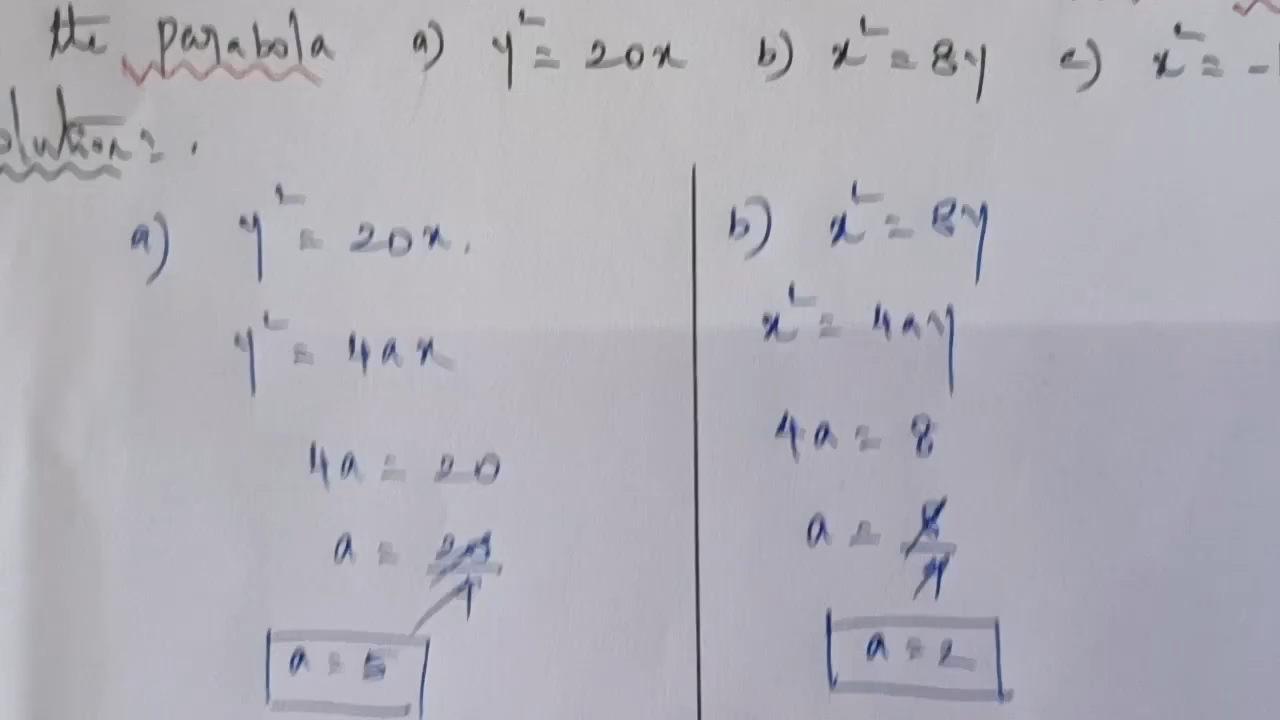 the parabola a) y² = 20x b) x² = 8y c) x² = -
olution:-
a) y² = 20x.
y² = 4ax
4a = 20
a = 20/4
a = 5
b) x² = 8y
x² = 4ay
4a = 8
a = 8/4
a = 2